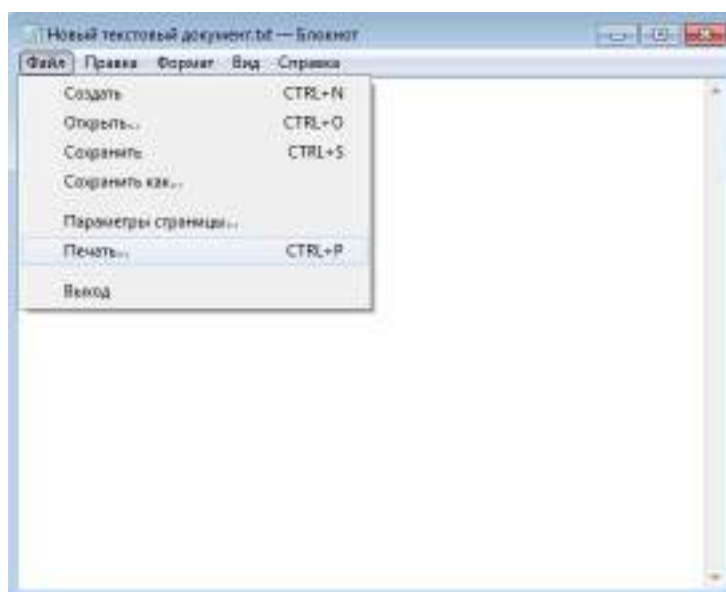 Новый текстовый документ.txt — Блокнот
Файл Правка Формат Вид Справка
Создать CTRL+N
Открыть... CTRL+O
Сохранить CTRL+S
Сохранить как...
Параметры страницы...
Печать... CTRL+P
Выход